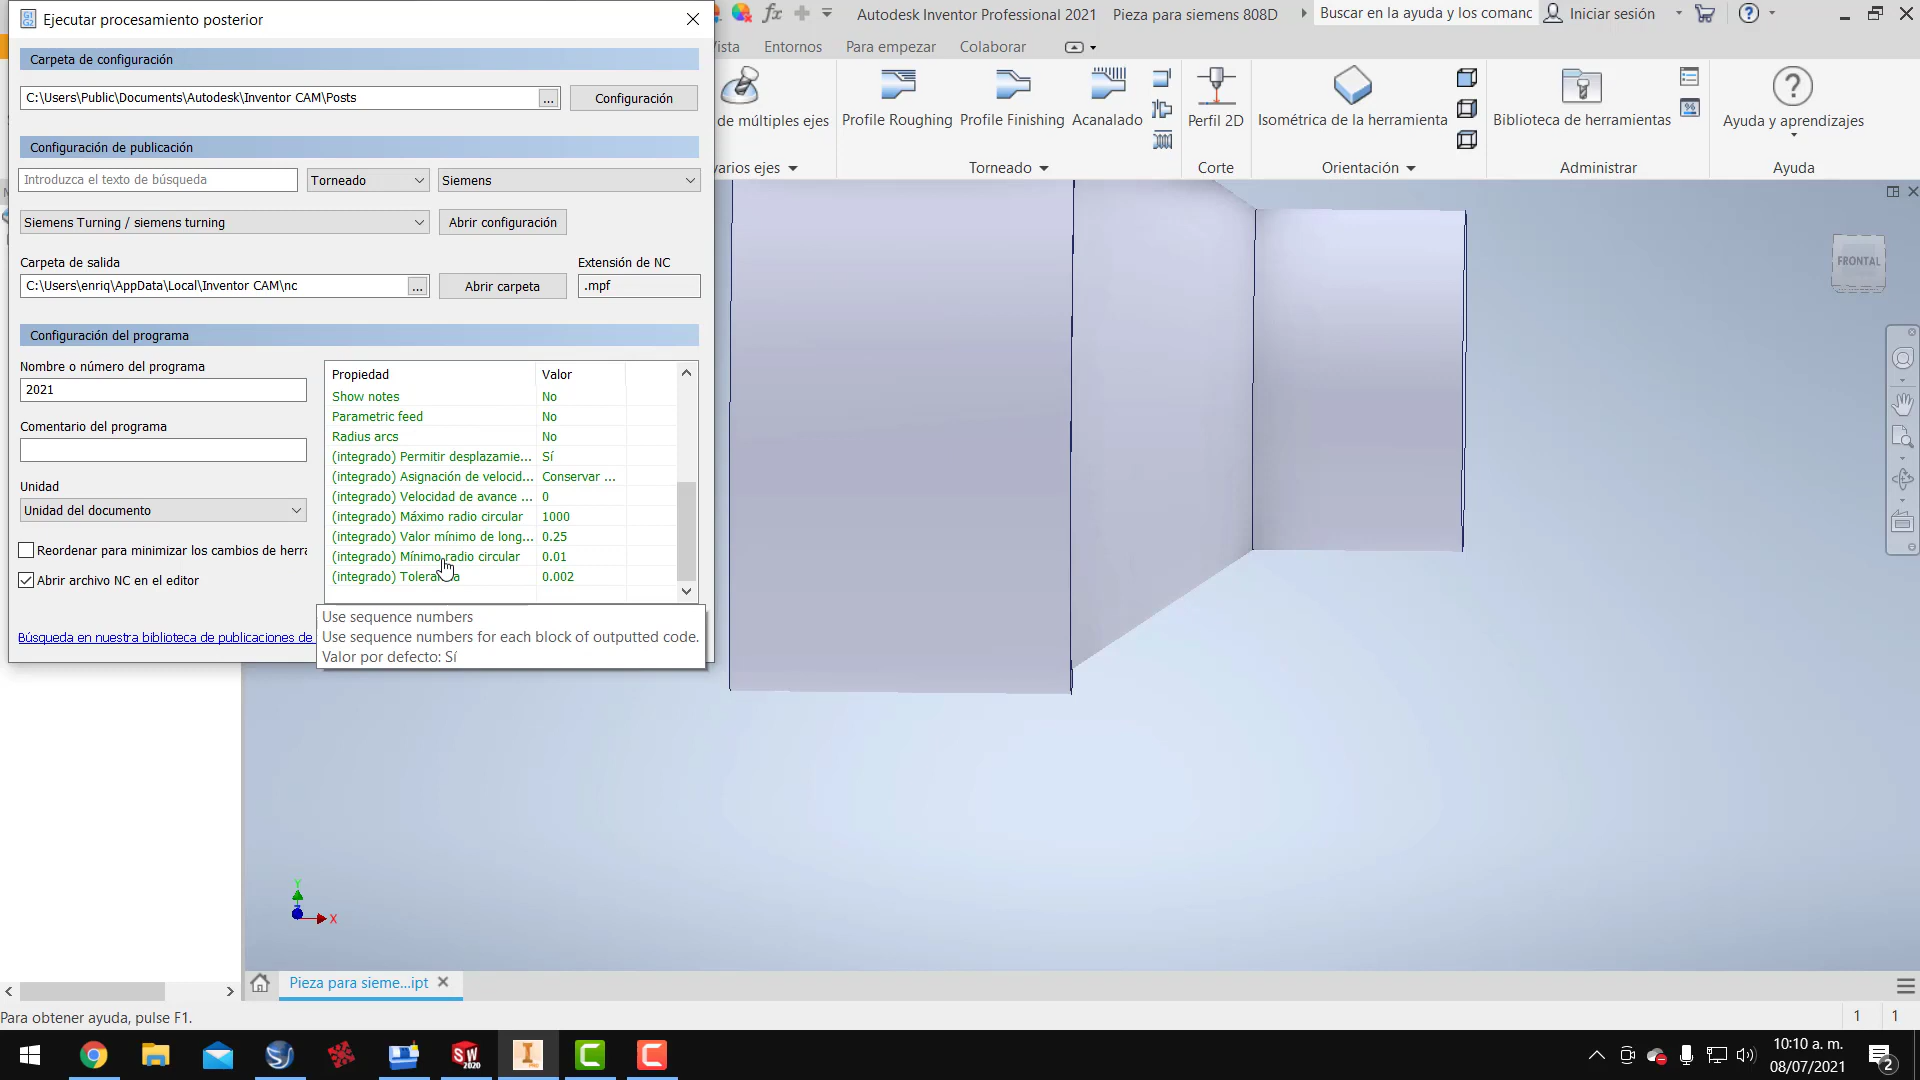 Ejecutar procesamiento posterior
Autodesk Inventor Professional 2021
Pieza para siemens 808D
Buscar en la ayuda y los comanc
Iniciar sesión
ista
Entornos
Para empezar
Colaborar
Carpeta de configuración
C:\Users\Public\Documents\Autodesk\Inventor CAM\Posts
...
Configuración
de múltiples ejes
Profile Roughing
Profile Finishing
Acanalado
Perfil 2D
Isométrica de la herramienta
Biblioteca de herramientas
Ayuda y aprendizajes
varios ejes
Torneado
Corte
Orientación
Administrar
Ayuda
Configuración de publicación
Introduzca el texto de búsqueda
Torneado
Siemens
Siemens Turning / siemens turning
Abrir configuración
Carpeta de salida
Extensión de NC
C:\Users\enriq\AppData\Local\Inventor CAM\nc
...
Abrir carpeta
.mpf
FRONTAL
Configuración del programa
Nombre o número del programa
2021
Comentario del programa
Unidad
Unidad del documento
Reordenar para minimizar los cambios de herra
Abrir archivo NC en el editor
Búsqueda en nuestra biblioteca de publicaciones de
Propiedad Valor
Show notes No
Parametric feed No
Radius arcs No
(integrado) Permitir desplazamie... Sí
(integrado) Asignación de velocid... Conservar ...
(integrado) Velocidad de avance ... 0
(integrado) Máximo radio circular 1000
(integrado) Valor mínimo de long... 0.25
(integrado) Mínimo radio circular 0.01
(integrado) Tolerancia 0.002
Use sequence numbers
Use sequence numbers for each block of outputted code.
Valor por defecto: Sí
Y
X
Pieza para sieme...ipt
Para obtener ayuda, pulse F1.
1 1
SW
2020
I
PRO
C
C
10:10 a. m.
08/07/2021
2